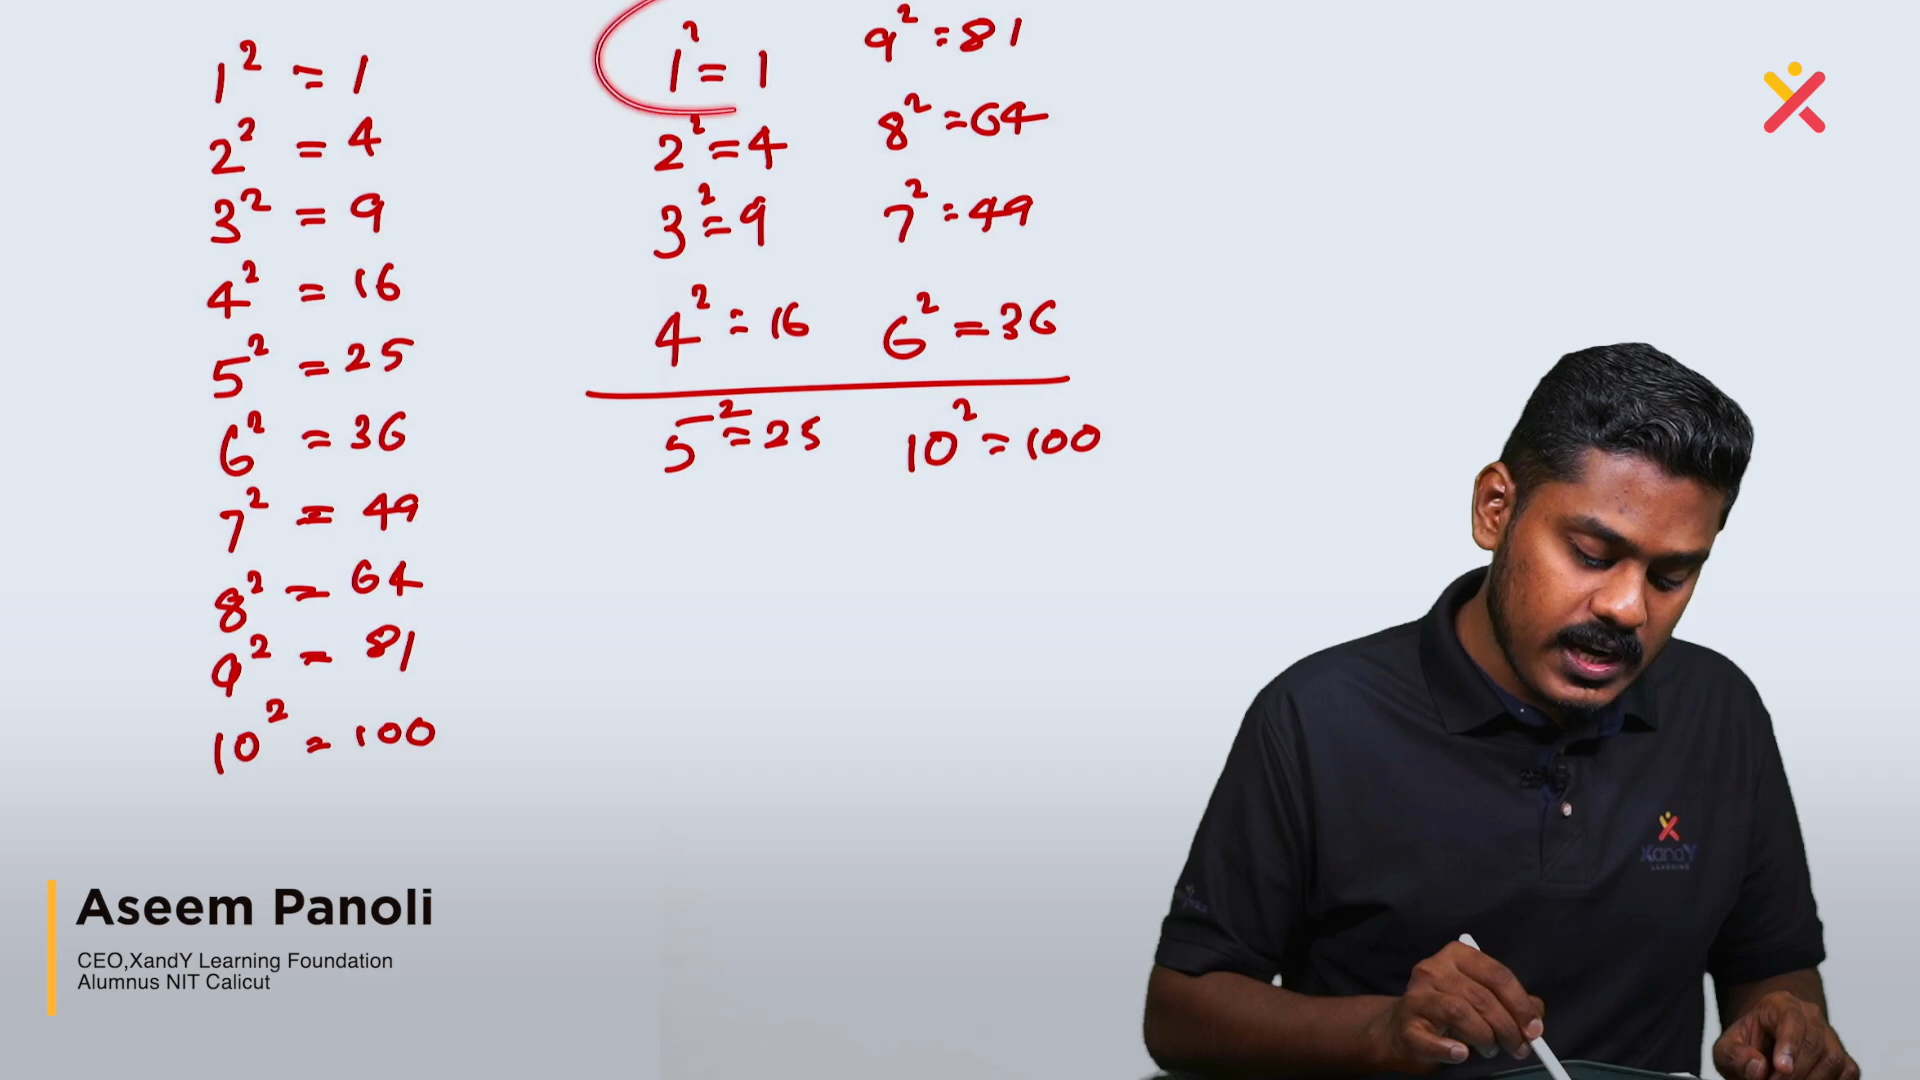 1² = 1
2² = 4
3² = 9
4² = 16
5² = 25
6² = 36
7² = 49
8² = 64
9² = 81
10² = 100
1² = 1 9² = 81
2² = 4 8² = 64
3² = 9 7² = 49
4² = 16 6² = 36
5² = 25 10² = 100
XandY
LEARNING
Aseem Panoli
CEO,XandY Learning Foundation
Alumnus NIT Calicut